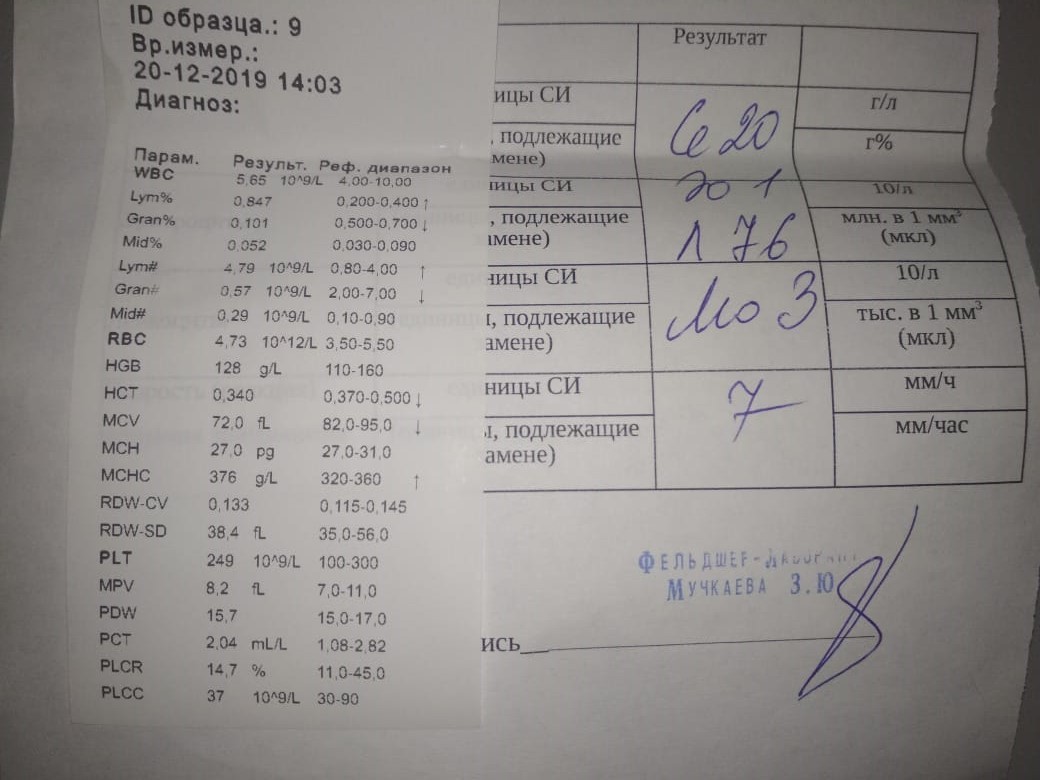 ID образца.: 9
Вр.измер.:
20-12-2019 14:03
Диагноз:
Парам. Результ. Реф. диапазон
WBC 5,65 10^9/L 4,00-10,00
Lym% 0,847 0,200-0,400 ↑
Gran% 0,101 0,500-0,700 ↓
Mid% 0,052 0,030-0,090
Lym# 4,79 10^9/L 0,80-4,00 ↑
Gran# 0,57 10^9/L 2,00-7,00 ↓
Mid# 0,29 10^9/L 0,10-0,90
RBC 4,73 10^12/L 3,50-5,50
HGB 128 g/L 110-160
HCT 0,340 0,370-0,500 ↓
MCV 72,0 fL 82,0-95,0 ↓
MCH 27,0 pg 27,0-31,0
MCHC 376 g/L 320-360 ↑
RDW-CV 0,133 0,115-0,145
RDW-SD 38,4 fL 35,0-56,0
PLT 249 10^9/L 100-300
MPV 8,2 fL 7,0-11,0
PDW 15,7 15,0-17,0
PCT 2,04 mL/L 1,08-2,82
PLCR 14,7 % 11,0-45,0
PLCC 37 10^9/L 30-90
Результат
ицы СИ г/л
, подлежащие г%
мене)
с 20
ницы СИ 10/л
э 1
, подлежащие млн. в 1 мм³
амене) (мкл)
л 76
ницы СИ 10/л
, подлежащие тыс. в 1 мм³
амене) (мкл)
мо 3
ницы СИ мм/ч
7
, подлежащие мм/час
амене)
ФЕЛЬДШЕР-ЛАБОРАНТ
МУЧКАЕВА З.Ю
ись